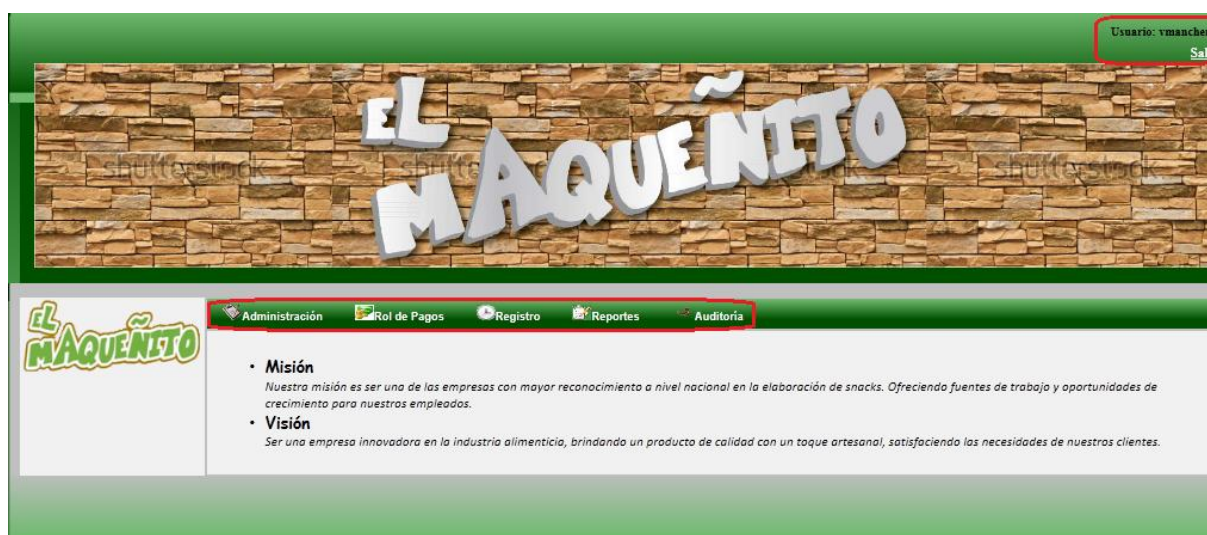 Usuario: vmancher
Sal
EL
MAQUEÑITO
shutterstock
shutterstock
EL
MAQUEÑITO
Administración Rol de Pagos Registro Reportes Auditoría
• Misión
Nuestra misión es ser una de las empresas con mayor reconocimiento a nivel nacional en la elaboración de snacks. Ofreciendo fuentes de trabajo y oportunidades de
crecimiento para nuestros empleados.
• Visión
Ser una empresa innovadora en la industria alimenticia, brindando un producto de calidad con un toque artesanal, satisfaciendo las necesidades de nuestros clientes.